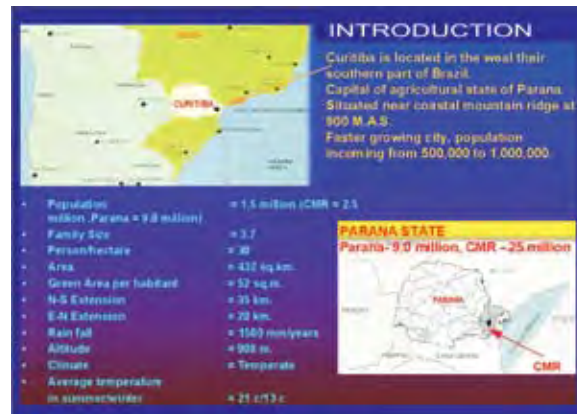 INTRODUCTION
Curitiba is located in the weal their
southern part of Brazil.
Capital of agricultural state of Parana.
Situated near coastal mountain ridge at
900 M.A.S.
Faster growing city, population
incoming from 500,000 to 1,000,000.
CURITIBA
• Population = 1.5 million (CMR = 2.5
million ,Parana = 9.0 million)
• Family Size = 3.7
• Person/hectare = 30
• Area = 432 sq.km.
• Green Area per habitant = 52 sq.m.
• N-S Extension = 35 km.
• E-N Extension = 20 km.
• Rain fall = 1500 mm/years
• Altitude = 900 m.
• Climate = Temperate
• Average temperature
in summer/winter = 21 c/13 c
PARANA STATE
Parana- 9.0 million, CMR –25 million
PARANA
CMR